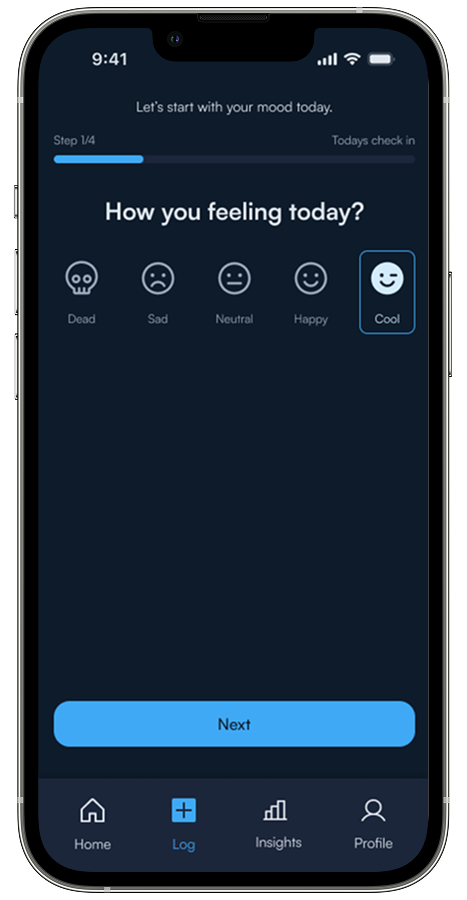 9:41
Let's start with your mood today.
Step 1/4 Todays check in
How you feeling today?
Dead Sad Neutral Happy Cool
Next
Home Log Insights Profile